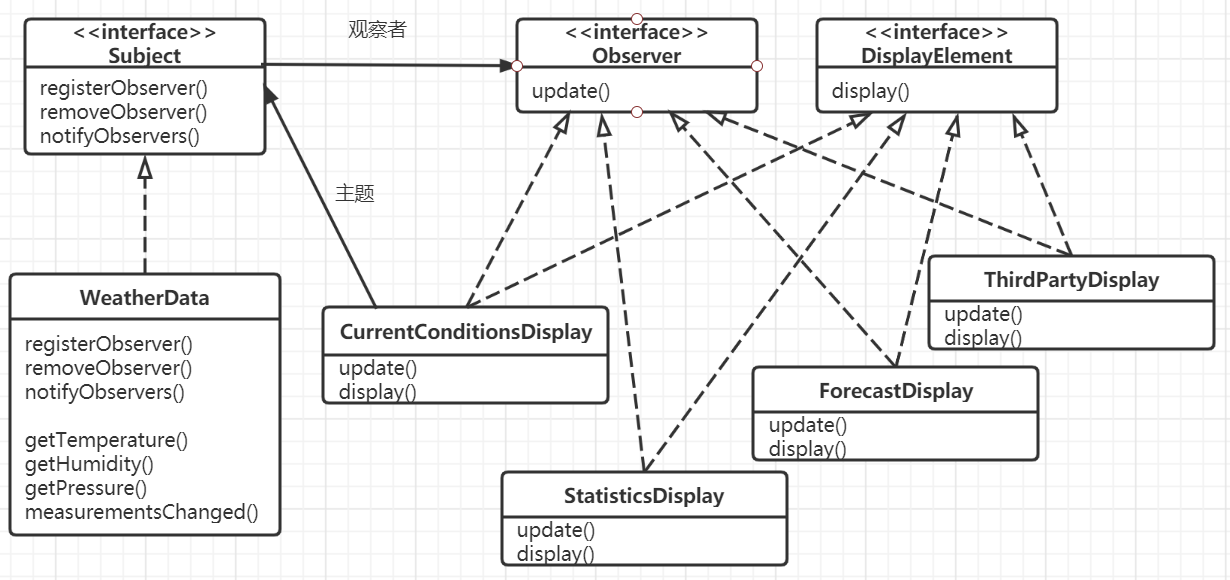 <<interface>>
Subject
registerObserver()
removeObserver()
notifyObservers()
观察者
<<interface>>
Observer
update()
<<interface>>
DisplayElement
display()
主题
WeatherData
registerObserver()
removeObserver()
notifyObservers()
getTemperature()
getHumidity()
getPressure()
measurementsChanged()
CurrentConditionsDisplay
update()
display()
StatisticsDisplay
update()
display()
ForecastDisplay
update()
display()
ThirdPartyDisplay
update()
display()